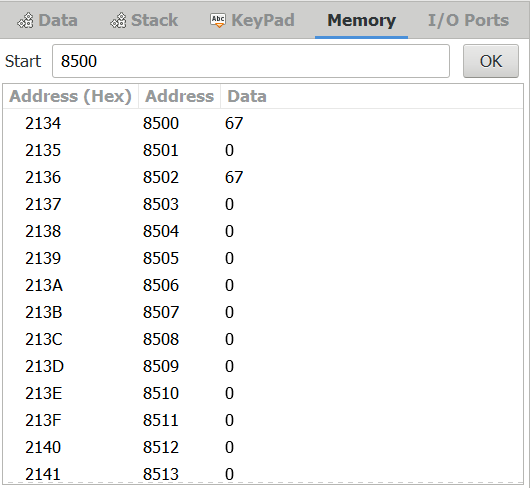 Data Stack Abc KeyPad Memory I/O Ports
Start 8500 OK
Address (Hex) Address Data
2134 8500 67
2135 8501 0
2136 8502 67
2137 8503 0
2138 8504 0
2139 8505 0
213A 8506 0
213B 8507 0
213C 8508 0
213D 8509 0
213E 8510 0
213F 8511 0
2140 8512 0
2141 8513 0